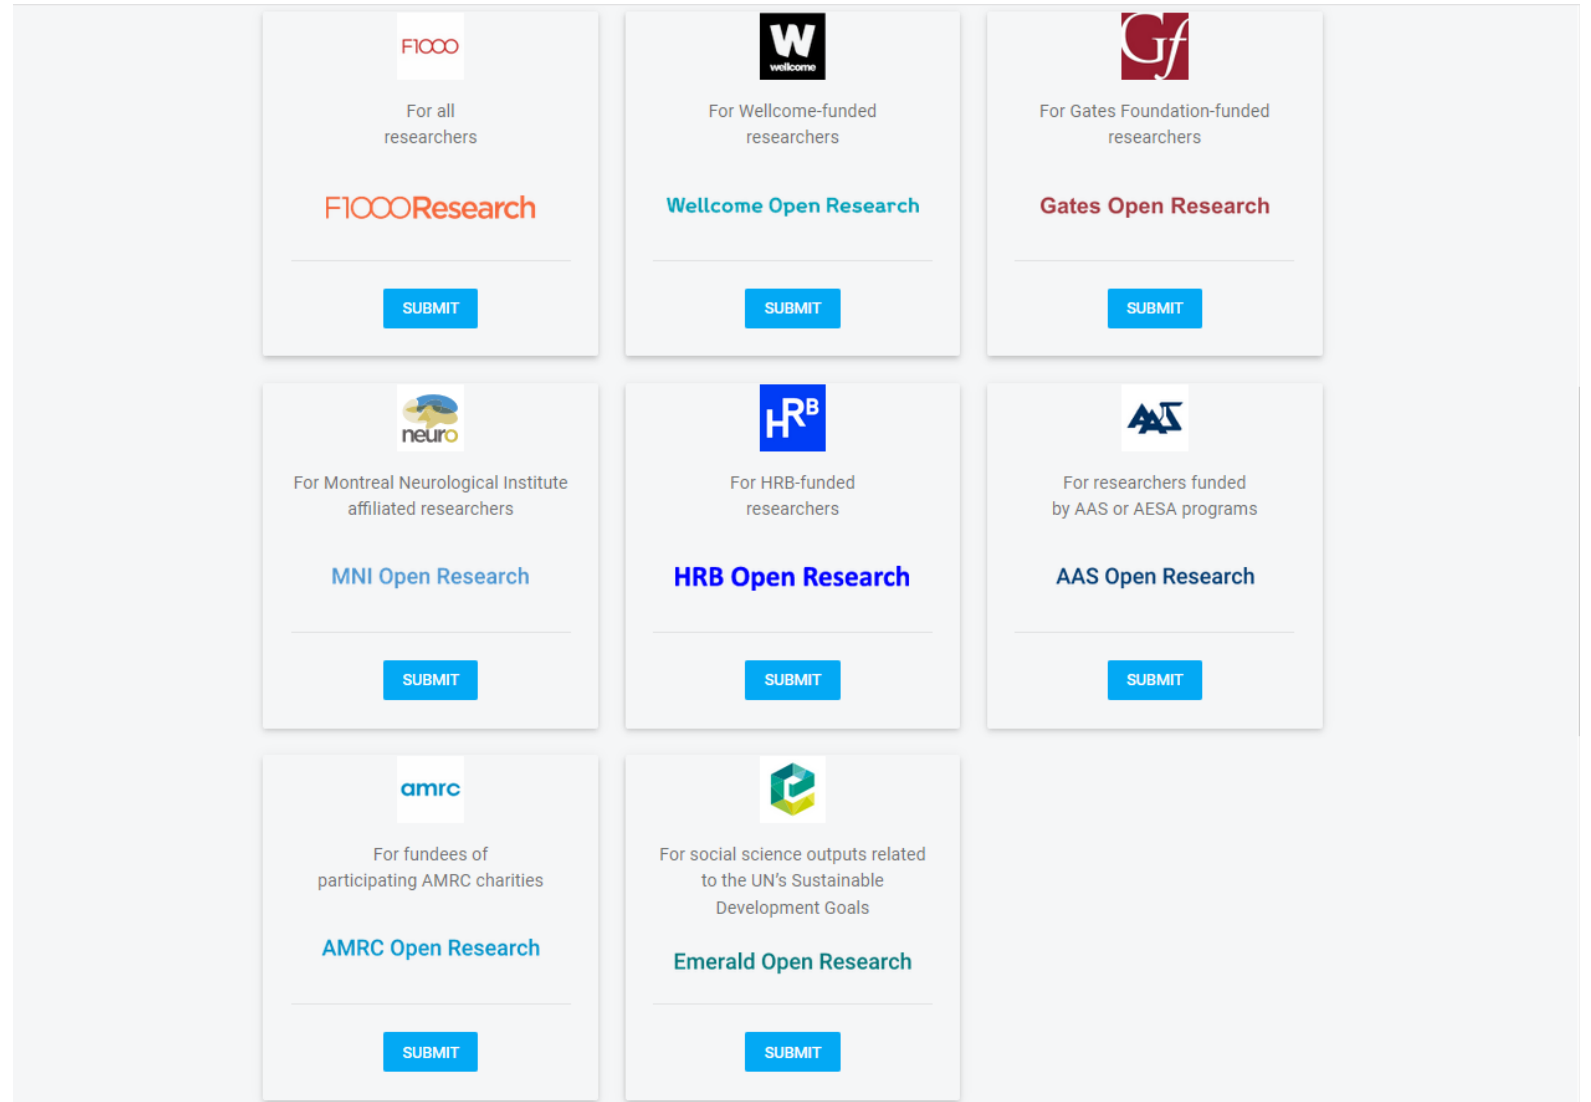 F1000
For all
researchers
F1000Research
SUBMIT
W
wellcome
For Wellcome-funded
researchers
Wellcome Open Research
SUBMIT
Gf
For Gates Foundation-funded
researchers
Gates Open Research
SUBMIT
neuro
For Montreal Neurological Institute
affiliated researchers
MNI Open Research
SUBMIT
HRB
For HRB-funded
researchers
HRB Open Research
SUBMIT
AAS
For researchers funded
by AAS or AESA programs
AAS Open Research
SUBMIT
amrc
For fundees of
participating AMRC charities
AMRC Open Research
SUBMIT
For social science outputs related
to the UN’s Sustainable
Development Goals
Emerald Open Research
SUBMIT